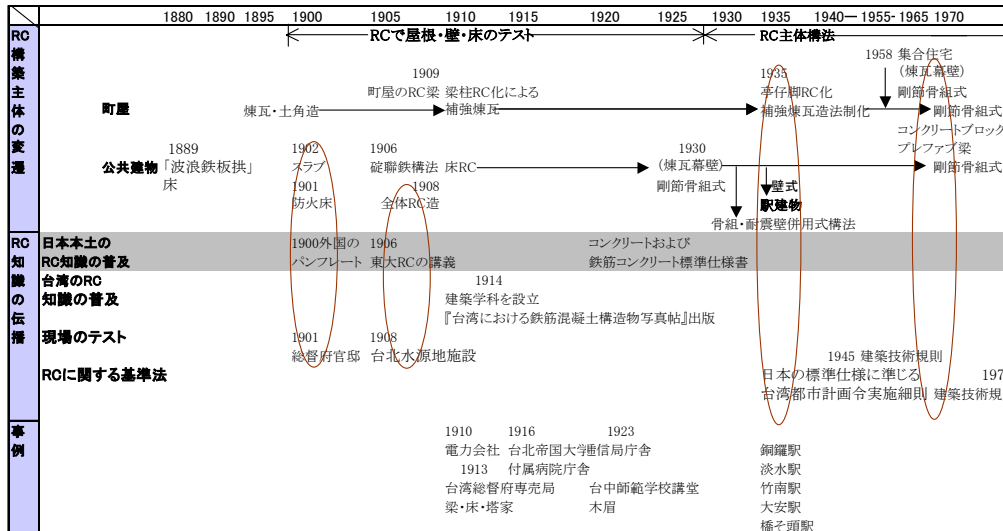 1880 1890 1895 1900 1905 1910 1915 1920 1925 1930 1935 1940― 1955- 1965 1970
RC構築主体の変遷
RCで屋根・壁・床のテスト RC主体構法
1958 集合住宅
(煉瓦幕壁)
剛節骨組式
1909 1935
町屋のRC梁 梁柱RC化による 亭仔脚RC化
町屋 煉瓦・土角造 補強煉瓦 補強煉瓦造法制化 剛節骨組式
コンクリートブロック
1889 1902 1906 1930 プレファブ梁
公共建物 「波浪鉄板拱」 スラブ 碇聯鉄構法 床RC (煉瓦幕壁) 剛節骨組式
床 1901 1908 剛節骨組式 壁式
防火床 全体RC造 駅建物
骨組・耐震壁併用式構法
RC知識の伝播
日本本土の 1900外国の 1906 コンクリートおよび
RC知識の普及 パンフレート 東大RCの講義 鉄筋コンクリート標準仕様書
台湾のRC 1914
知識の普及 建築学科を設立
『台湾における鉄筋混凝土構造物写真帖』出版
現場のテスト 1901 1908
総督府官邸 台北水源地施設
1945 建築技術規則
RCに関する基準法 日本の標準仕様に準じる 197
台湾都市計画令実施細則 建築技術規
事例
1910 1916 1923
電力会社 台北帝国大学 逓信局庁舎 銅鑼駅
1913 付属病院庁舎 淡水駅
台湾総督府専売局 台中師範学校講堂 竹南駅
梁・床・塔家 木眉 大安駅
橋そ頭駅